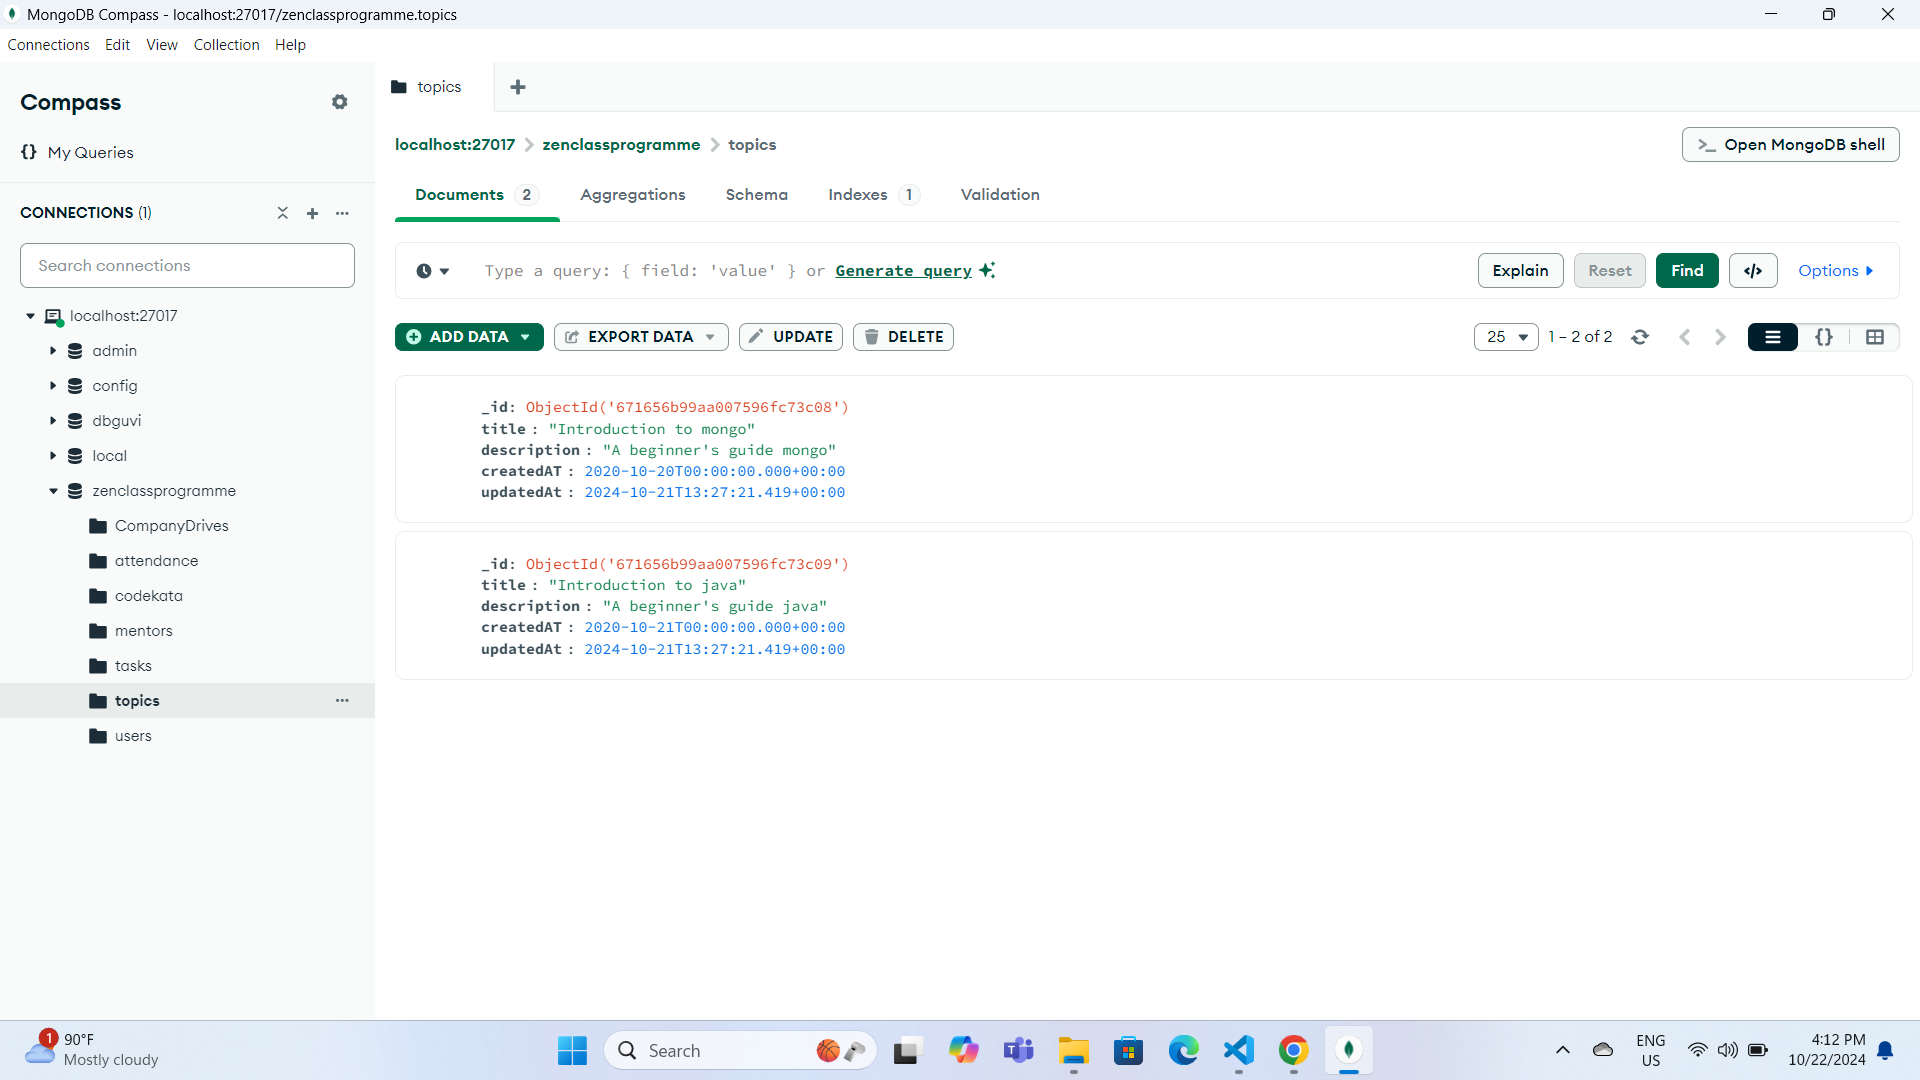 MongoDB Compass - localhost:27017/zenclassprogramme.topics
Connections Edit View Collection Help
Compass
{} My Queries
CONNECTIONS (1)
Search connections
localhost:27017
admin
config
dbguvi
local
zenclassprogramme
CompanyDrives
attendance
codekata
mentors
tasks
topics
users
topics
localhost:27017 > zenclassprogramme > topics
>_ Open MongoDB shell
Documents 2 Aggregations Schema Indexes 1 Validation
Type a query: { field: 'value' } or Generate query
Explain Reset Find </> Options
ADD DATA EXPORT DATA UPDATE DELETE
25 1 – 2 of 2 {}
_id: ObjectId('671656b99aa007596fc73c08')
title : "Introduction to mongo"
description : "A beginner's guide mongo"
createdAT : 2020-10-20T00:00:00.000+00:00
updatedAt : 2024-10-21T13:27:21.419+00:00
_id: ObjectId('671656b99aa007596fc73c09')
title : "Introduction to java"
description : "A beginner's guide java"
createdAT : 2020-10-21T00:00:00.000+00:00
updatedAt : 2024-10-21T13:27:21.419+00:00
1
90°F
Mostly cloudy
Search
ENG
US
4:12 PM
10/22/2024